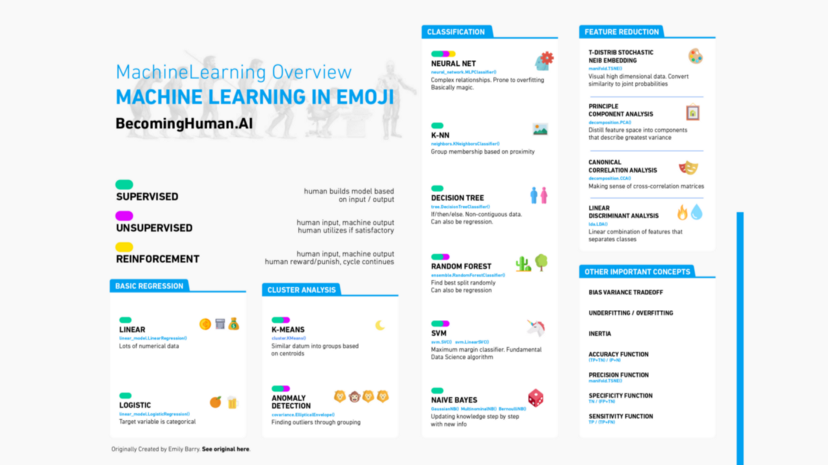 MachineLearning Overview
MACHINE LEARNING IN EMOJI
BecomingHuman.AI
SUPERVISED
human builds model based
on input / output
UNSUPERVISED
human input, machine output
human utilizes if satisfactory
REINFORCEMENT
human input, machine output
human reward/punish, cycle continues
BASIC REGRESSION
LINEAR
linear_model.LinearRegression()
Lots of numerical data
LOGISTIC
linear_model.LogisticRegression()
Target variable is categorical
CLUSTER ANALYSIS
K-MEANS
cluster.KMeans()
Similar datum into groups based
on centroids
ANOMALY
DETECTION
covariance.EllipticalEnvelope()
Finding outliers through grouping
CLASSIFICATION
NEURAL NET
neural_network.MLPClassifier()
Complex relationships. Prone to overfitting
Basically magic.
K-NN
neighbors.KNeighborsClassifier()
Group membership based on proximity
DECISION TREE
tree.DecisionTreeClassifier()
If/then/else. Non-contiguous data.
Can also be regression.
RANDOM FOREST
ensemble.RandomForestClassifier()
Find best split randomly
Can also be regression
SVM
svm.SVC() svm.LinearSVC()
Maximum margin classifier. Fundamental
Data Science algorithm
NAIVE BAYES
GaussianNB() MultinomialNB() BernoulliNB()
Updating knowledge step by step
with new info
FEATURE REDUCTION
T-DISTRIB STOCHASTIC
NEIB EMBEDDING
manifold.TSNE()
Visual high dimensional data. Convert
similarity to joint probabilities
PRINCIPLE
COMPONENT ANALYSIS
decomposition.PCA()
Distill feature space into components
that describe greatest variance
CANONICAL
CORRELATION ANALYSIS
decomposition.CCA()
Making sense of cross-correlation matrices
LINEAR
DISCRIMINANT ANALYSIS
lda.LDA()
Linear combination of features that
separates classes
OTHER IMPORTANT CONCEPTS
BIAS VARIANCE TRADEOFF
UNDERFITTING / OVERFITTING
INERTIA
ACCURACY FUNCTION
(TP+TN) / (P+N)
PRECISION FUNCTION
manifold.TSNE()
SPECIFICITY FUNCTION
TN / (FP+TN)
SENSITIVITY FUNCTION
TP / (TP+FN)
Originally Created by Emily Barry. See original here.